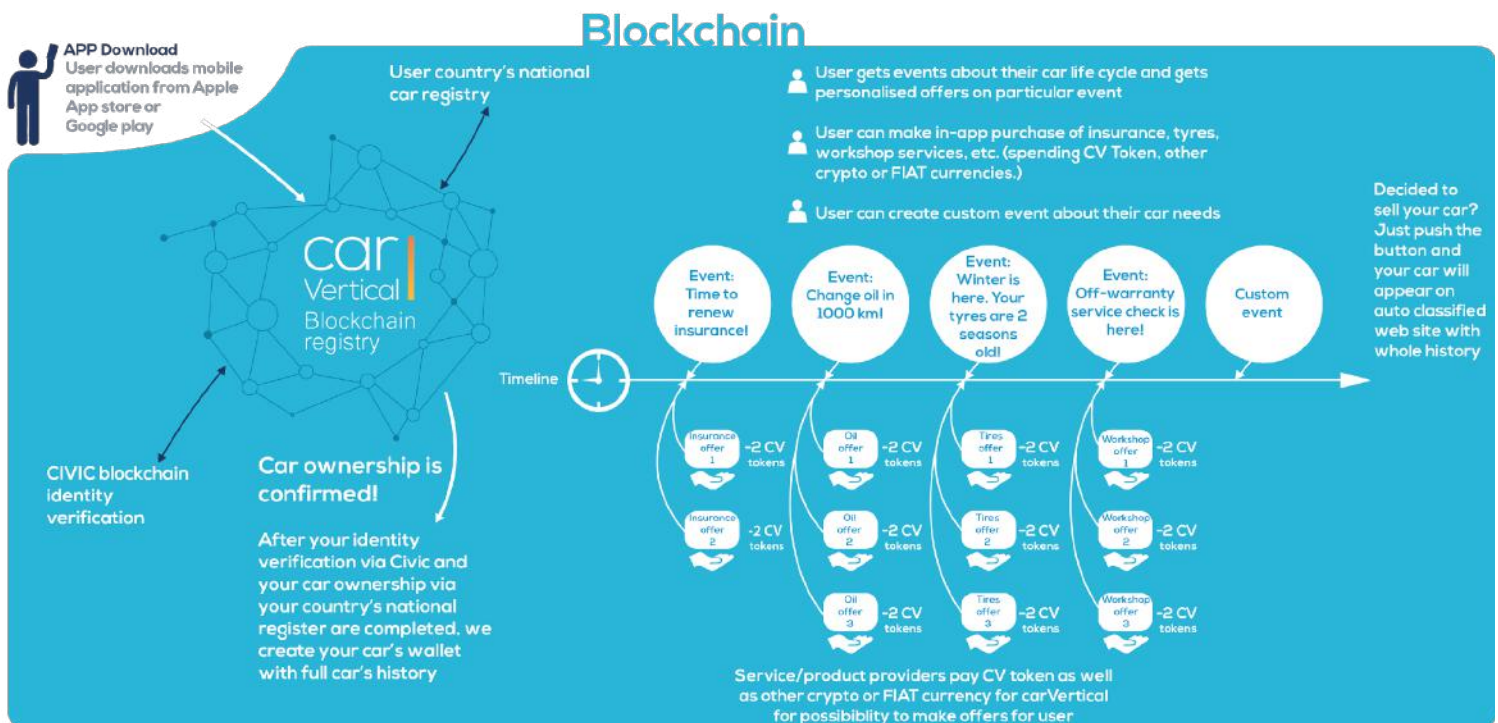 Blockchain
APP Download
User downloads mobile
application from Apple
App store or
Google play
User country's national
car registry
car
Vertical
Blockchain
registry
CIVIC blockchain
identity
verification
Car ownership is
confirmed!
After your identity
verification via Civic and
your car ownership via
your country's national
register are completed, we
create your car's wallet
with full car's history
User gets events about their car life cycle and gets
personalised offers on particular event
User can make in-app purchase of insurance, tyres,
workshop services, etc. (spending CV Token, other
crypto or FIAT currencies.)
User can create custom event about their car needs
Timeline
Event:
Time to
renew
insurance!
Event:
Change oil in
1000 km!
Event:
Winter is
here. Your
tyres are 2
seasons
old!
Event:
Off-warranty
service check is
here!
Custom
event
Decided to
sell your car?
Just push the
button and
your car will
appear on
auto classified
web site with
whole history
Insurance
offer
1
-2 CV
tokens
Oil
offer
1
-2 CV
tokens
Tires
offer
1
-2 CV
tokens
Workshop
offer
1
-2 CV
tokens
Insurance
offer
2
-2 CV
tokens
Oil
offer
2
-2 CV
tokens
Tires
offer
2
-2 CV
tokens
Workshop
offer
2
-2 CV
tokens
Oil
offer
3
-2 CV
tokens
Tires
offer
3
-2 CV
tokens
Workshop
offer
3
-2 CV
tokens
Service/product providers pay CV token as well
as other crypto or FIAT currency for carVertical
for possiblity to make offers for user